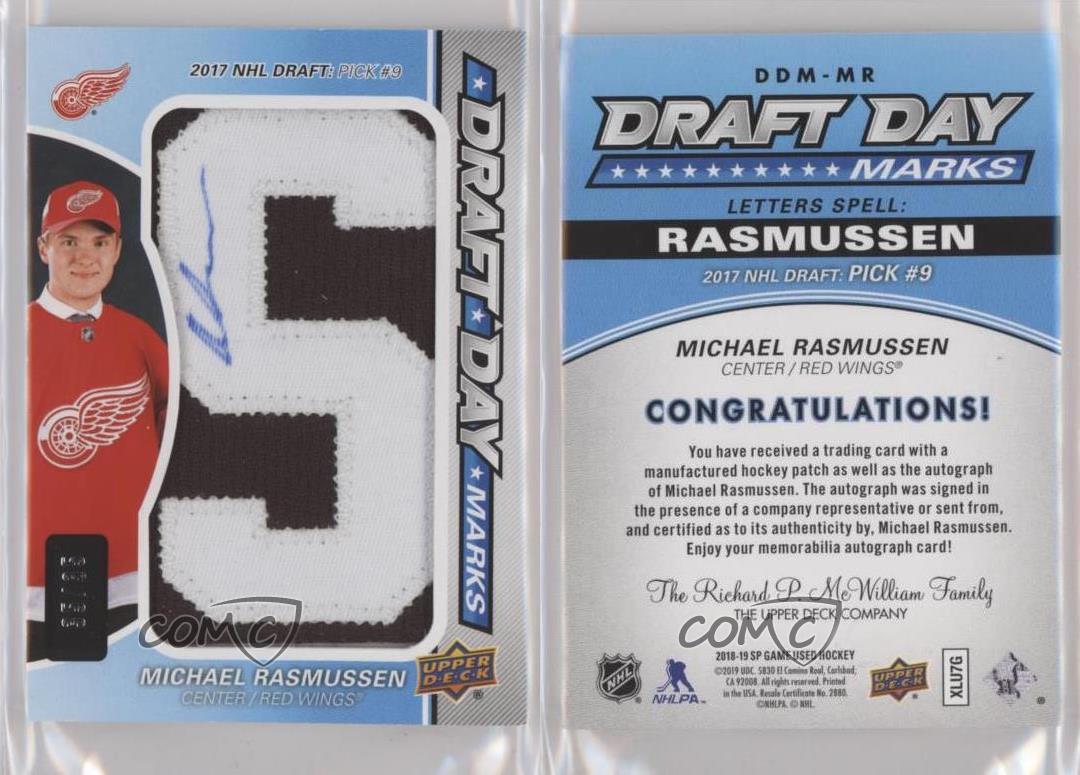 2017 NHL DRAFT: PICK #9
DRAFT DAY MARKS
S
MICHAEL RASMUSSEN
CENTER / RED WINGS®
UPPER DECK
®
COMC
DDM-MR
DRAFT DAY
MARKS
LETTERS SPELL:
RASMUSSEN
2017 NHL DRAFT: PICK #9
MICHAEL RASMUSSEN
CENTER / RED WINGS®
CONGRATULATIONS!
You have received a trading card with a
manufactured hockey patch as well as the autograph
of Michael Rasmussen. The autograph was signed in
the presence of a company representative or sent from,
and certified as to its authenticity by, Michael Rasmussen.
Enjoy your memorabilia autograph card!
The Richard P. McWilliam Family
THE UPPER DECK COMPANY
COMC
2018-19 SP GAME USED HOCKEY
©2019 UDC. 5830 El Camino Real, Carlsbad,
CA 92008. All rights reserved. Printed
in the USA. Resale Certificate No. 2880.
©NHLPA. © NHL.
NHL
NHLPA
UPPER DECK
XLU7G
®